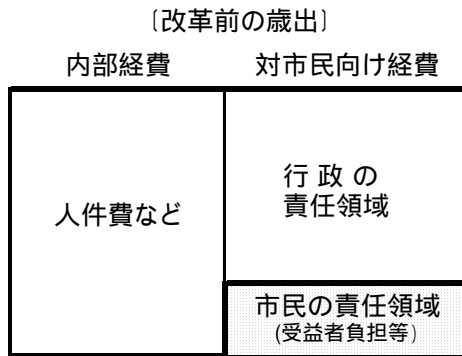 〔改革前の歳出〕
内部経費 対市民向け経費
人件費など
行政の
責任領域
市民の責任領域
(受益者負担等)